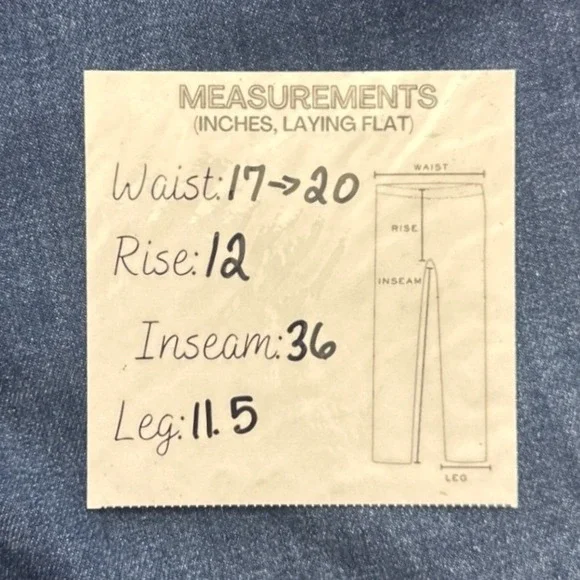 MEASUREMENTS
(INCHES, LAYING FLAT)
Waist: 17→20
Rise: 12
Inseam: 36
Leg: 11.5
WAIST
RISE
INSEAM
LEG